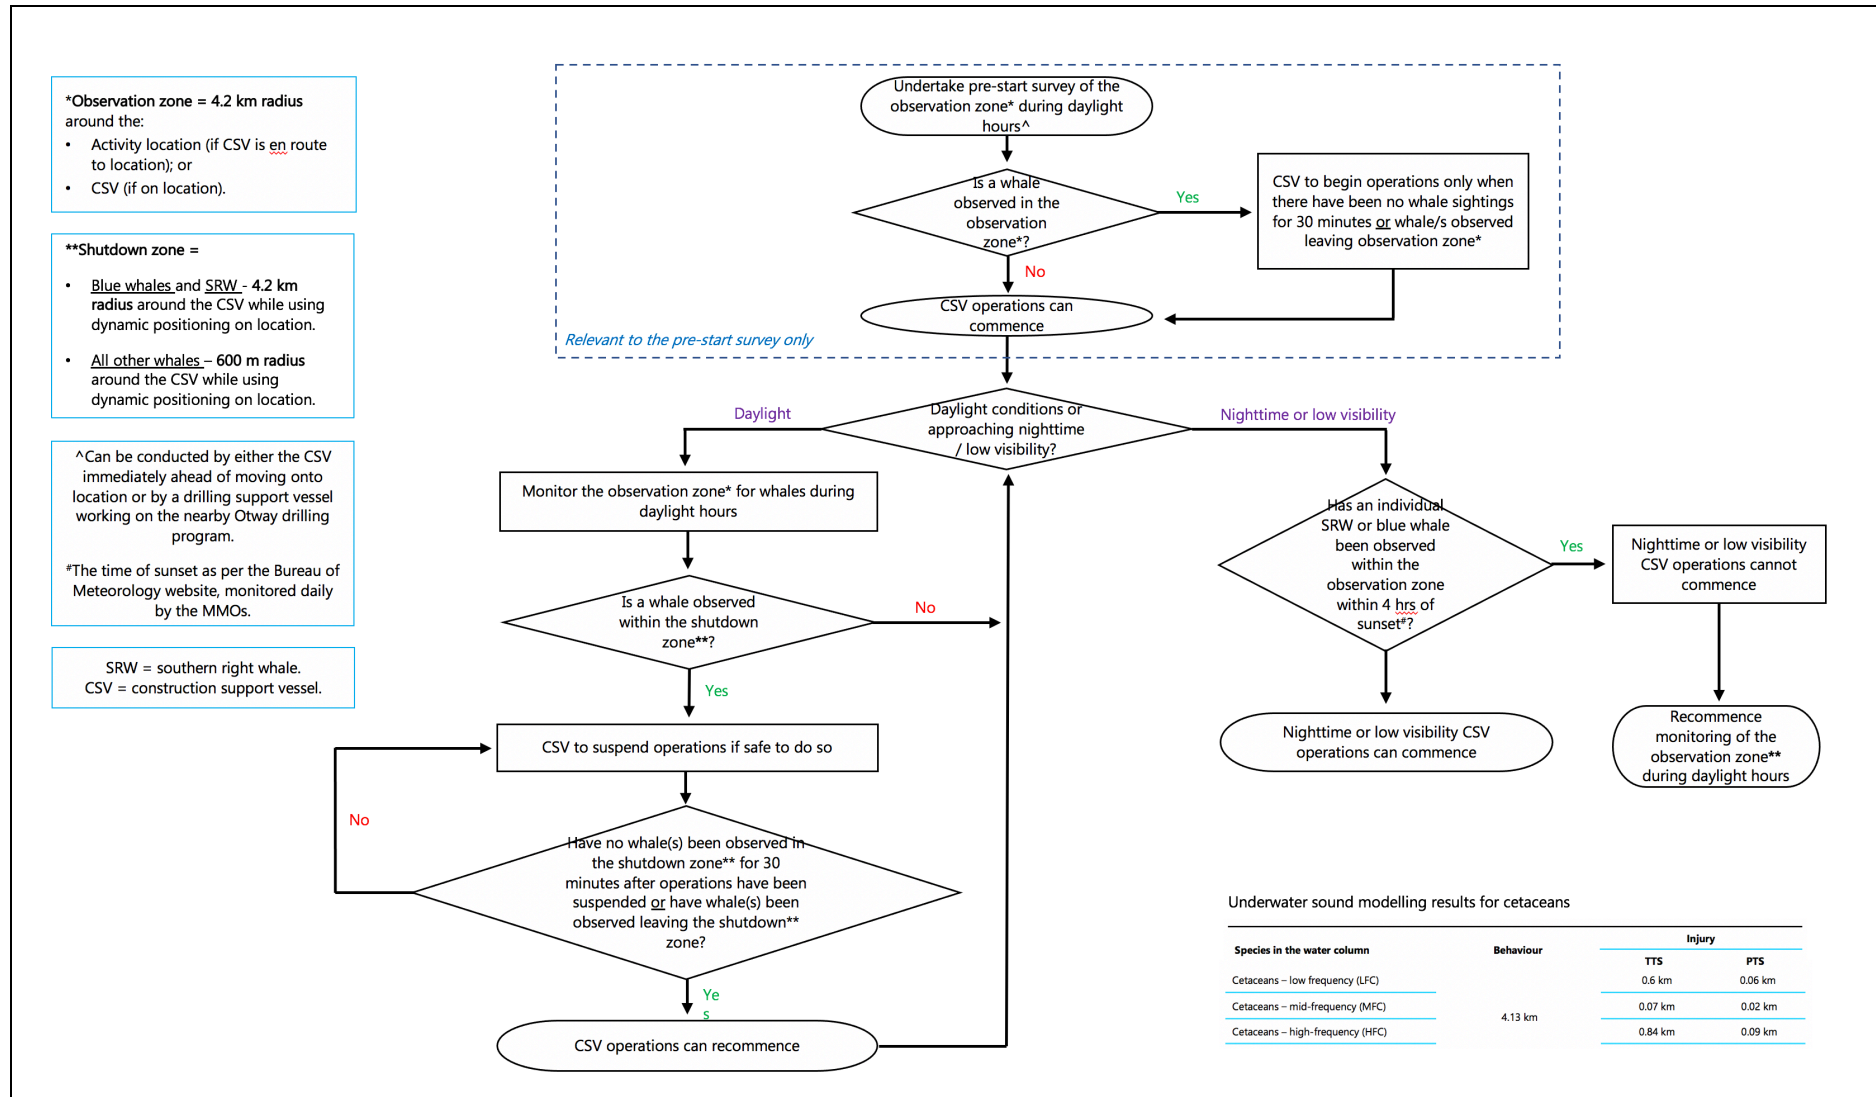 *Observation zone = 4.2 km radius
around the:
• Activity location (if CSV is en route
to location); or
• CSV (if on location).
**Shutdown zone =
• Blue whales and SRW - 4.2 km
radius around the CSV while using
dynamic positioning on location.
• All other whales – 600 m radius
around the CSV while using
dynamic positioning on location.
^Can be conducted by either the CSV
immediately ahead of moving onto
location or by a drilling support vessel
working on the nearby Otway drilling
program.
#The time of sunset as per the Bureau of
Meteorology website, monitored daily
by the MMOs.
SRW = southern right whale.
CSV = construction support vessel.
Undertake pre-start survey of the
observation zone* during daylight
hours^
Is a whale
observed in the
observation
zone*?
Yes
CSV to begin operations only when
there have been no whale sightings
for 30 minutes or whale/s observed
leaving observation zone*
No
CSV operations can
commence
Relevant to the pre-start survey only
Daylight conditions or
approaching nighttime
/ low visibility?
Daylight
Nighttime or low visibility
Monitor the observation zone* for whales during
daylight hours
Is a whale observed
within the shutdown
zone**?
No
Yes
CSV to suspend operations if safe to do so
No
Have no whale(s) been observed in
the shutdown zone** for 30
minutes after operations have been
suspended or have whale(s) been
observed leaving the shutdown**
zone?
Ye
s
CSV operations can recommence
Has an individual
SRW or blue whale
been observed
within the
observation zone
within 4 hrs of
sunset#?
Yes
Nighttime or low visibility
CSV operations cannot
commence
Nighttime or low visibility CSV
operations can commence
Recommence
monitoring of the
observation zone**
during daylight hours
Underwater sound modelling results for cetaceans
Species in the water column Behaviour Injury
TTS PTS
Cetaceans – low frequency (LFC) 0.6 km 0.06 km
Cetaceans – mid-frequency (MFC) 0.07 km 0.02 km
4.13 km
Cetaceans – high-frequency (HFC) 0.84 km 0.09 km